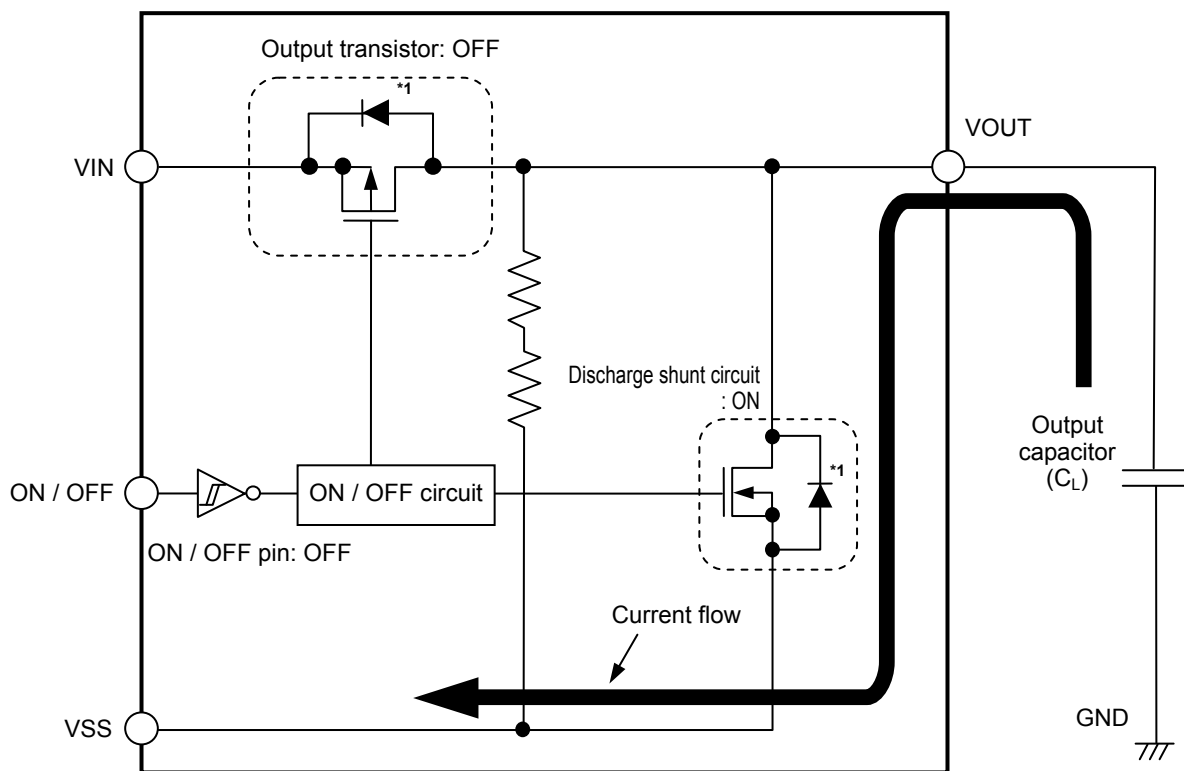 Output transistor: OFF
*1
VOUT
VIN
Discharge shunt circuit
: ON
*1
Output
capacitor
(CL)
ON / OFF
ON / OFF circuit
ON / OFF pin: OFF
Current flow
GND
VSS